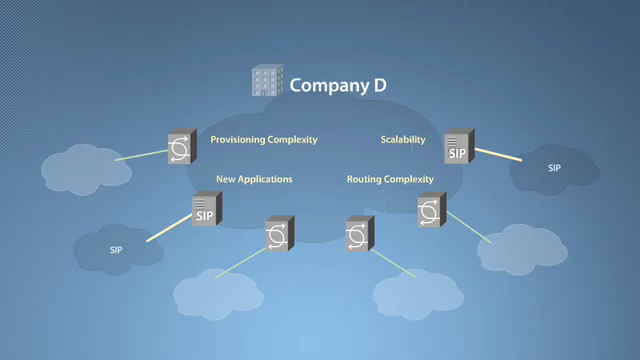 Company D
Provisioning Complexity
Scalability
SIP
SIP
New Applications
Routing Complexity
SIP
SIP